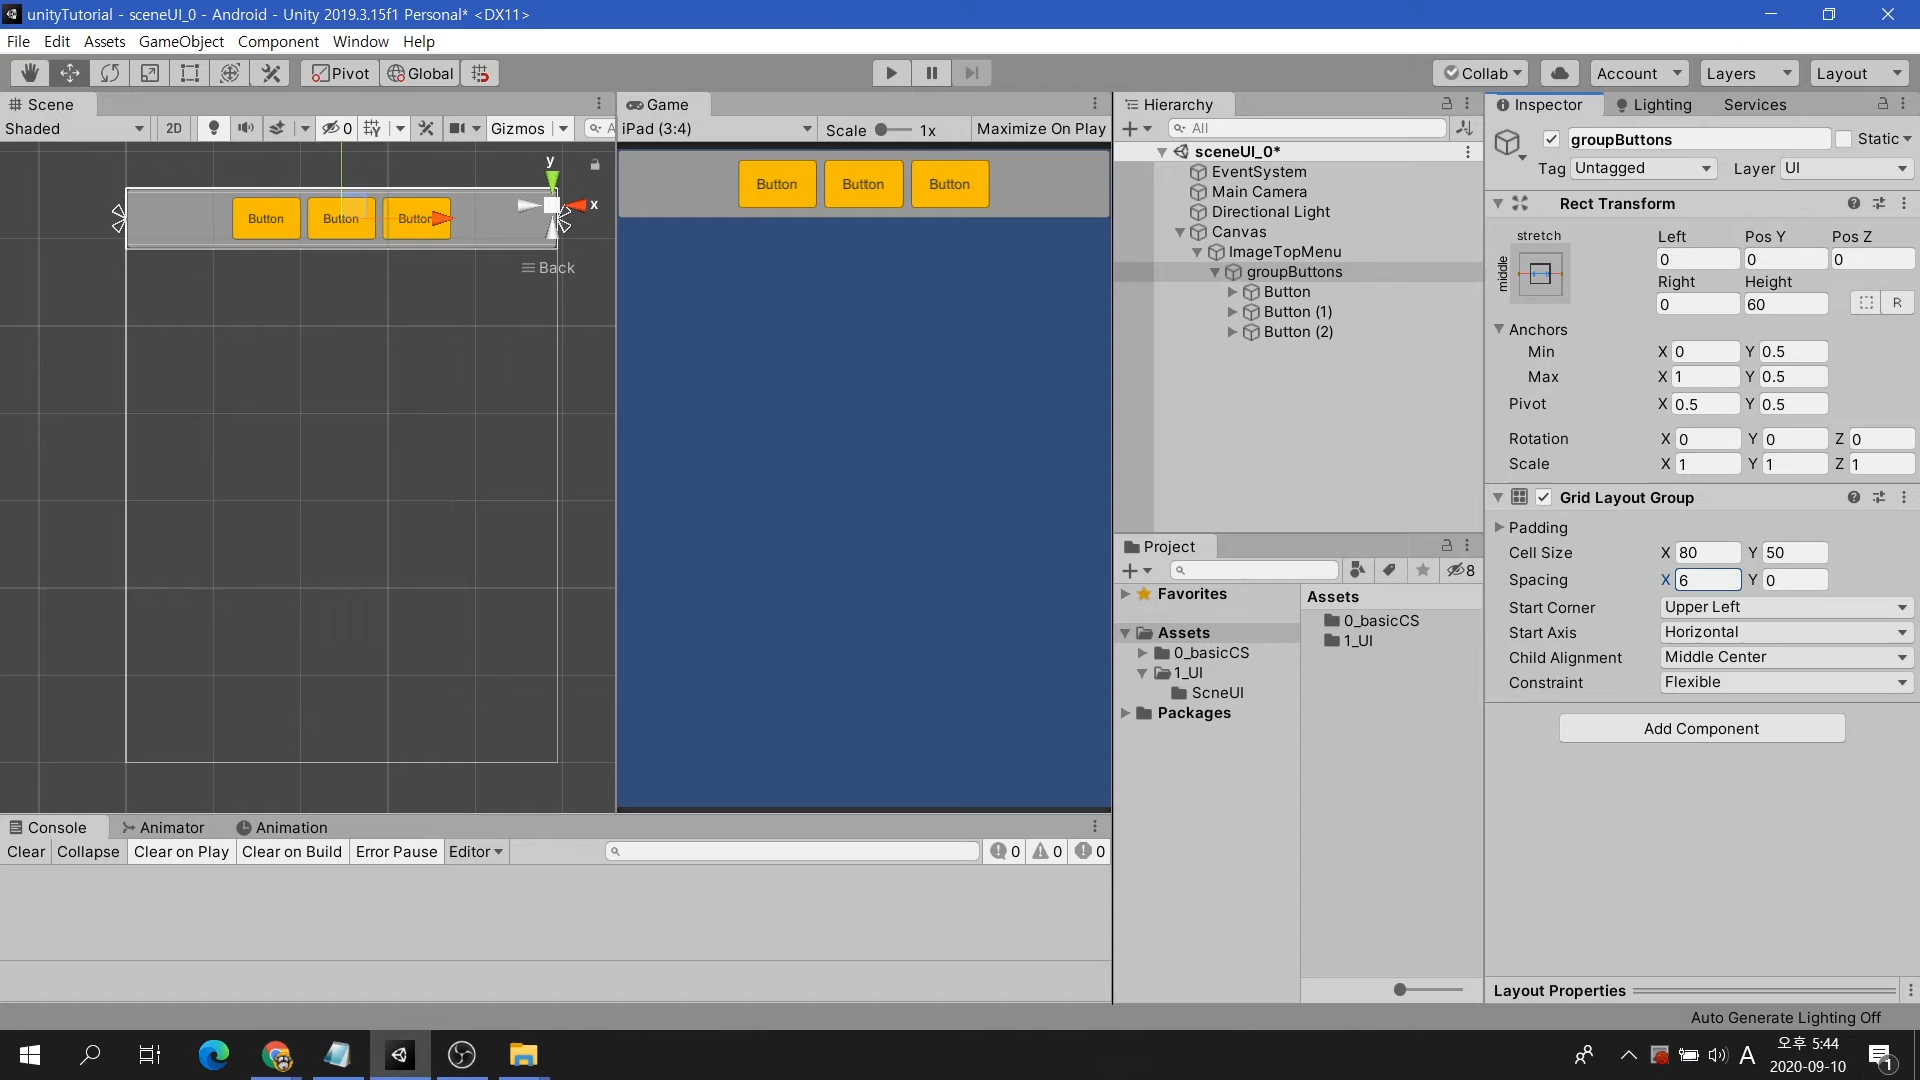 unityTutorial - sceneUI_0 - Android - Unity 2019.3.15f1 Personal* <DX11>
File Edit Assets GameObject Component Window Help
Pivot Global Collab Account Layers Layout
Scene
Shaded 2D 0 Gizmos A
y
x
Back
Button Button Button
Game
iPad (3:4) Scale 1x Maximize On Play
Button Button Button
Hierarchy
All
sceneUI_0*
EventSystem
Main Camera
Directional Light
Canvas
ImageTopMenu
groupButtons
Button
Button (1)
Button (2)
Project
8
Favorites
Assets
0_basicCS
1_UI
ScneUI
Packages
Assets
0_basicCS
1_UI
Inspector Lighting Services
groupButtons Static
Tag Untagged Layer UI
Rect Transform
stretch
middle
Left Pos Y Pos Z
0 0 0
Right Height
0 60 R
Anchors
Min X 0 Y 0.5
Max X 1 Y 0.5
Pivot X 0.5 Y 0.5
Rotation X 0 Y 0 Z 0
Scale X 1 Y 1 Z 1
Grid Layout Group
Padding
Cell Size X 80 Y 50
Spacing X 6 Y 0
Start Corner Upper Left
Start Axis Horizontal
Child Alignment Middle Center
Constraint Flexible
Add Component
Layout Properties
Console Animator Animation
Clear Collapse Clear on Play Clear on Build Error Pause Editor 0 0 0
Auto Generate Lighting Off
A
오후 5:44
2020-09-10
1